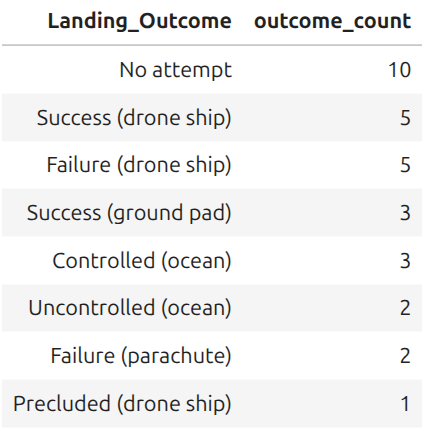 Landing_Outcome outcome_count
No attempt 10
Success (drone ship) 5
Failure (drone ship) 5
Success (ground pad) 3
Controlled (ocean) 3
Uncontrolled (ocean) 2
Failure (parachute) 2
Precluded (drone ship) 1